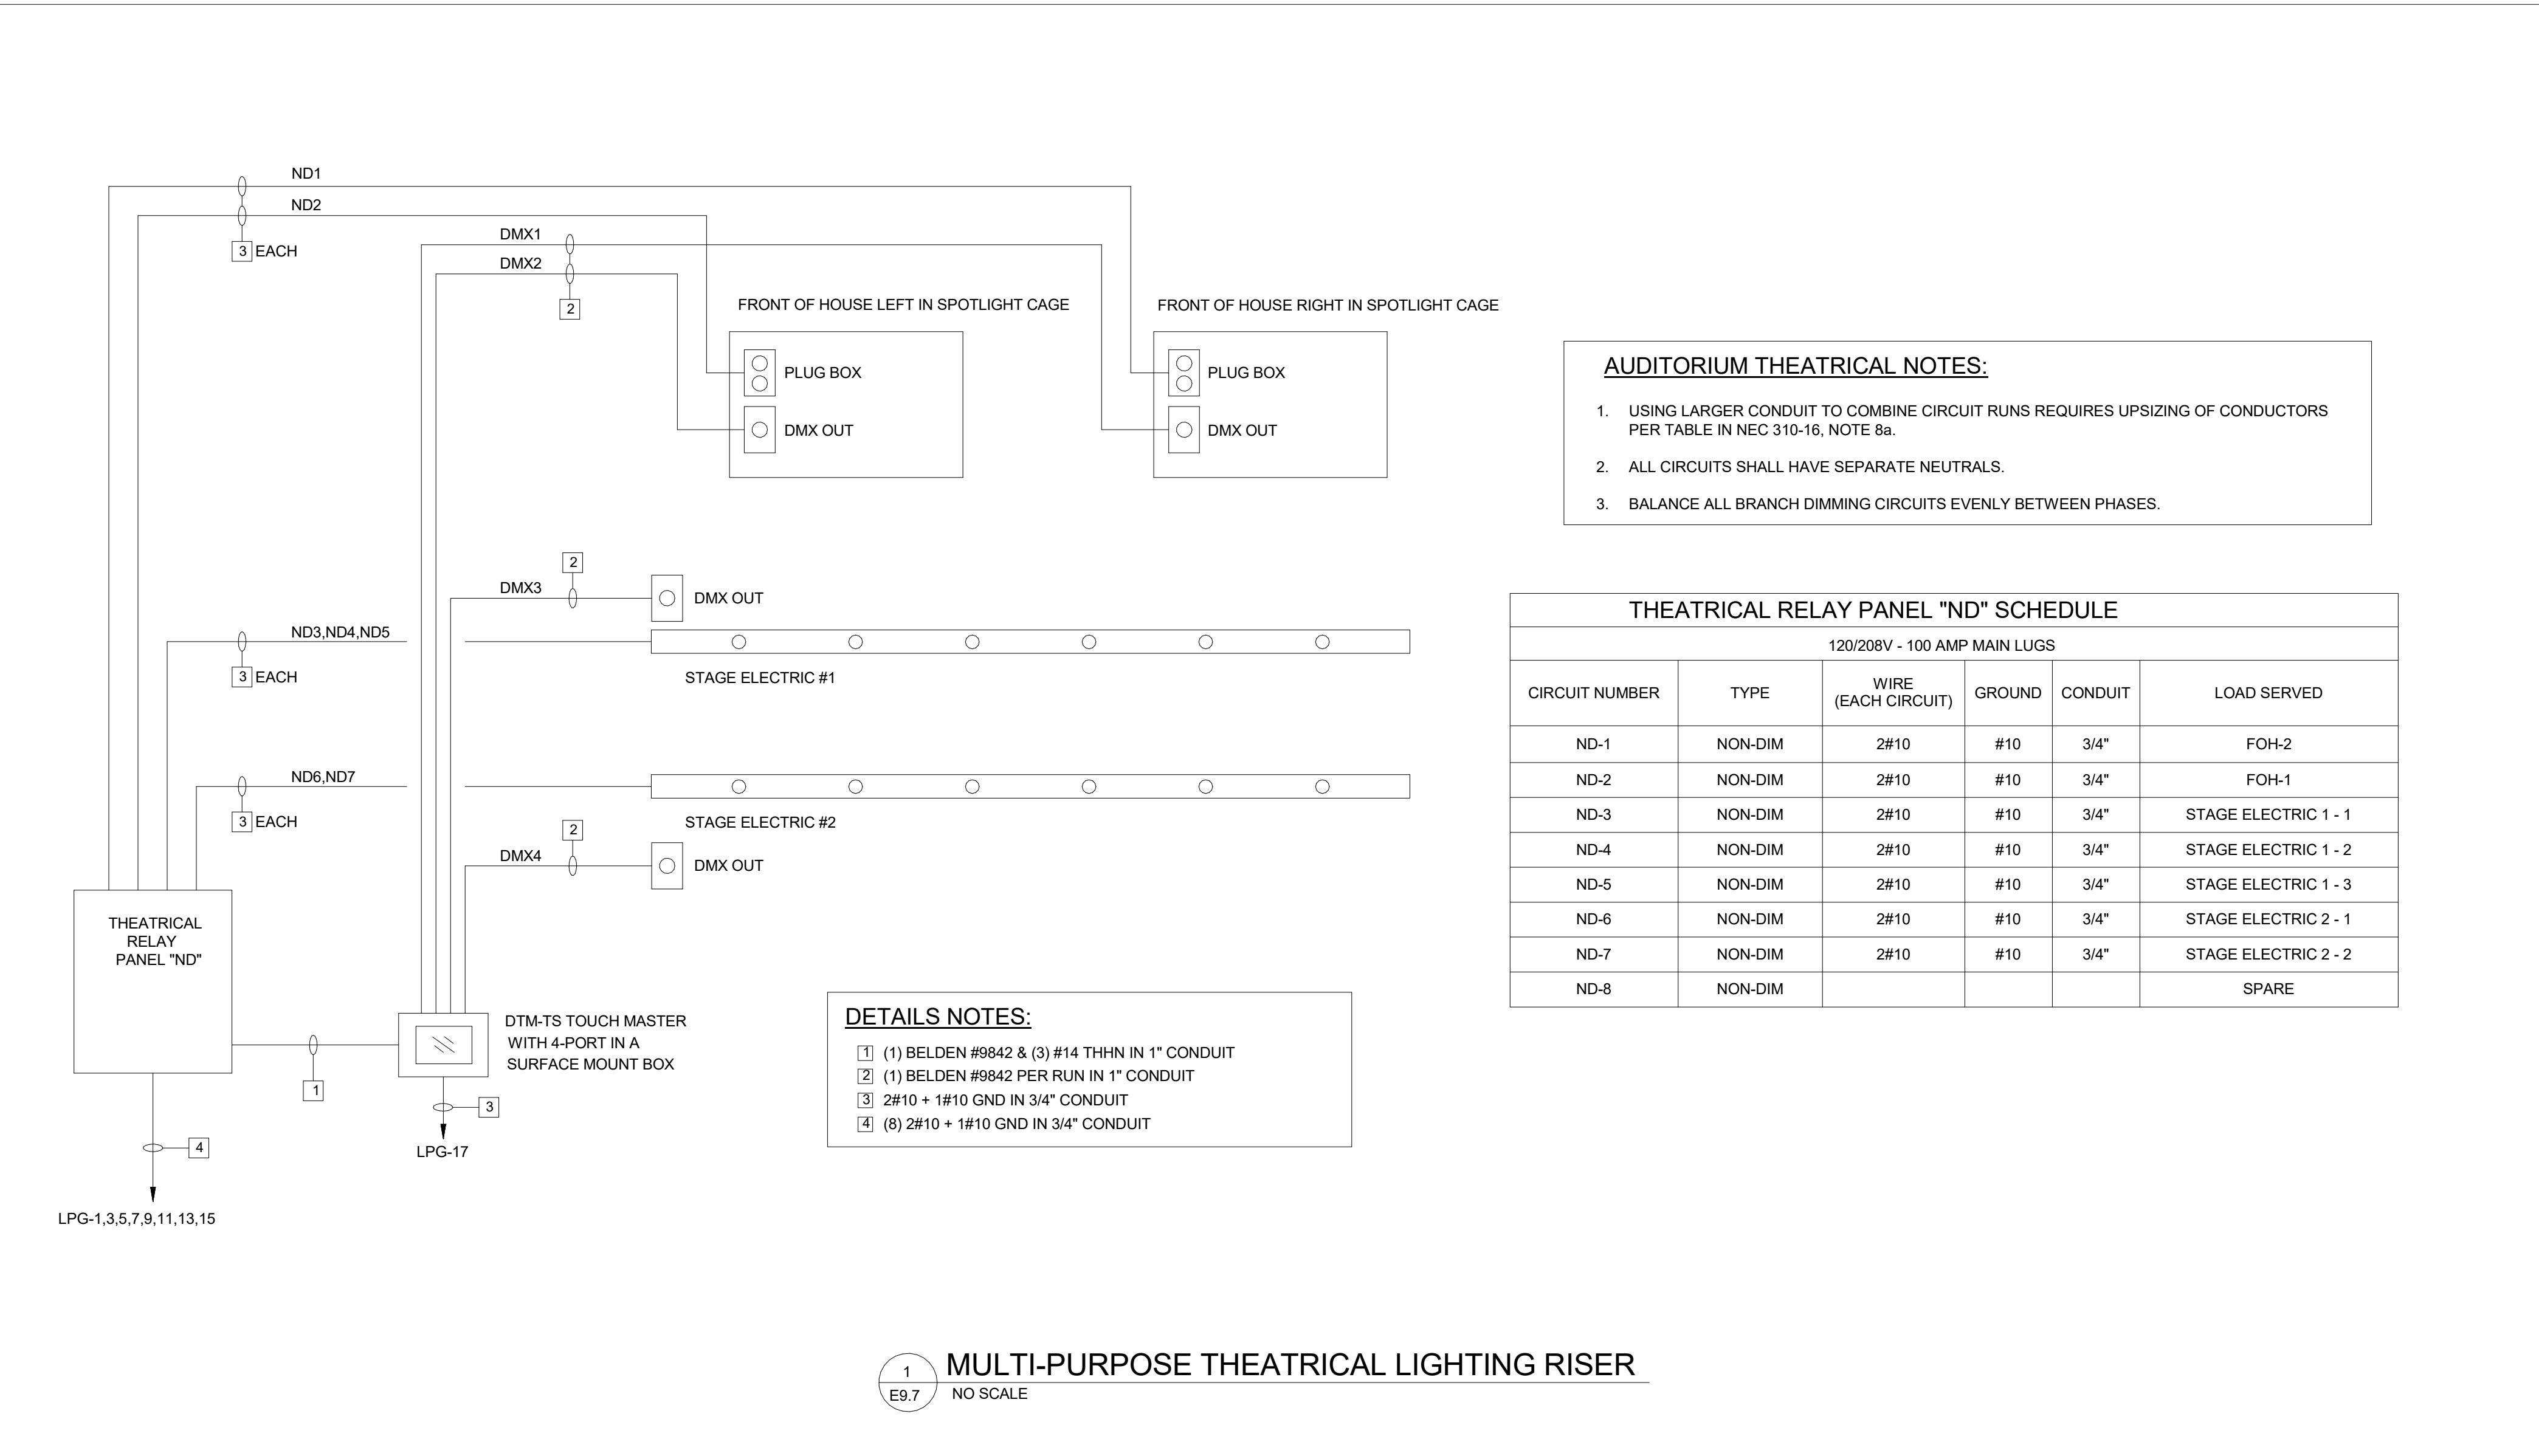 ND1
ND2
3 EACH
DMX1
DMX2
2
FRONT OF HOUSE LEFT IN SPOTLIGHT CAGE
PLUG BOX
DMX OUT
FRONT OF HOUSE RIGHT IN SPOTLIGHT CAGE
PLUG BOX
DMX OUT
AUDITORIUM THEATRICAL NOTES:
1. USING LARGER CONDUIT TO COMBINE CIRCUIT RUNS REQUIRES UPSIZING OF CONDUCTORS
PER TABLE IN NEC 310-16, NOTE 8a.
2. ALL CIRCUITS SHALL HAVE SEPARATE NEUTRALS.
3. BALANCE ALL BRANCH DIMMING CIRCUITS EVENLY BETWEEN PHASES.
2
DMX3
DMX OUT
ND3,ND4,ND5
3 EACH
STAGE ELECTRIC #1
ND6,ND7
3 EACH
STAGE ELECTRIC #2
2
DMX4
DMX OUT
THEATRICAL RELAY PANEL "ND" SCHEDULE
120/208V - 100 AMP MAIN LUGS
CIRCUIT NUMBER TYPE WIRE (EACH CIRCUIT) GROUND CONDUIT LOAD SERVED
ND-1 NON-DIM 2#10 #10 3/4" FOH-2
ND-2 NON-DIM 2#10 #10 3/4" FOH-1
ND-3 NON-DIM 2#10 #10 3/4" STAGE ELECTRIC 1 - 1
ND-4 NON-DIM 2#10 #10 3/4" STAGE ELECTRIC 1 - 2
ND-5 NON-DIM 2#10 #10 3/4" STAGE ELECTRIC 1 - 3
ND-6 NON-DIM 2#10 #10 3/4" STAGE ELECTRIC 2 - 1
ND-7 NON-DIM 2#10 #10 3/4" STAGE ELECTRIC 2 - 2
ND-8 NON-DIM SPARE
THEATRICAL
RELAY
PANEL "ND"
1
4
LPG-1,3,5,7,9,11,13,15
DTM-TS TOUCH MASTER
WITH 4-PORT IN A
SURFACE MOUNT BOX
3
LPG-17
DETAILS NOTES:
1 (1) BELDEN #9842 & (3) #14 THHN IN 1" CONDUIT
2 (1) BELDEN #9842 PER RUN IN 1" CONDUIT
3 2#10 + 1#10 GND IN 3/4" CONDUIT
4 (8) 2#10 + 1#10 GND IN 3/4" CONDUIT
1
E9.7
MULTI-PURPOSE THEATRICAL LIGHTING RISER
NO SCALE